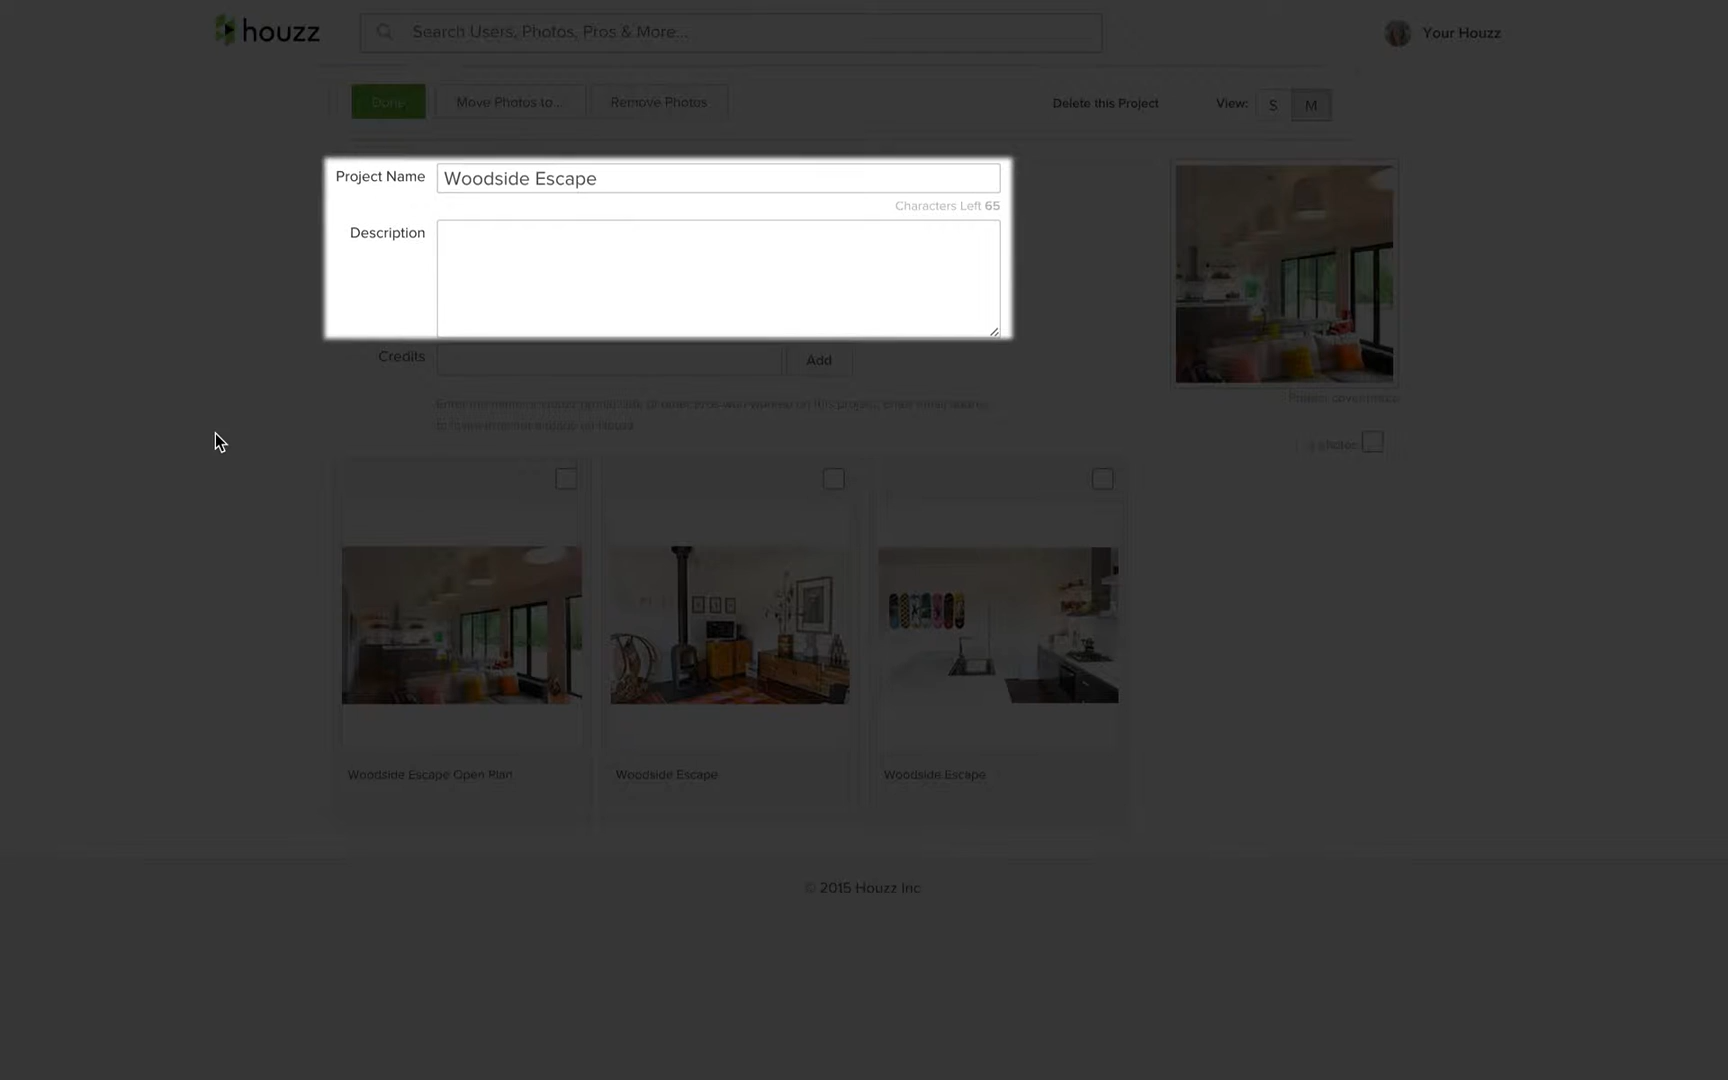 houzz
Search Users, Photos, Pros & More...
Your Houzz
Done
Move Photos to...
Remove Photos
Delete this Project
View:
S
M
Project Name
Woodside Escape
Characters Left 65
Description
Credits
Add
Photos
Woodside Escape Open Plan
Woodside Escape
Woodside Escape
© 2015 Houzz Inc